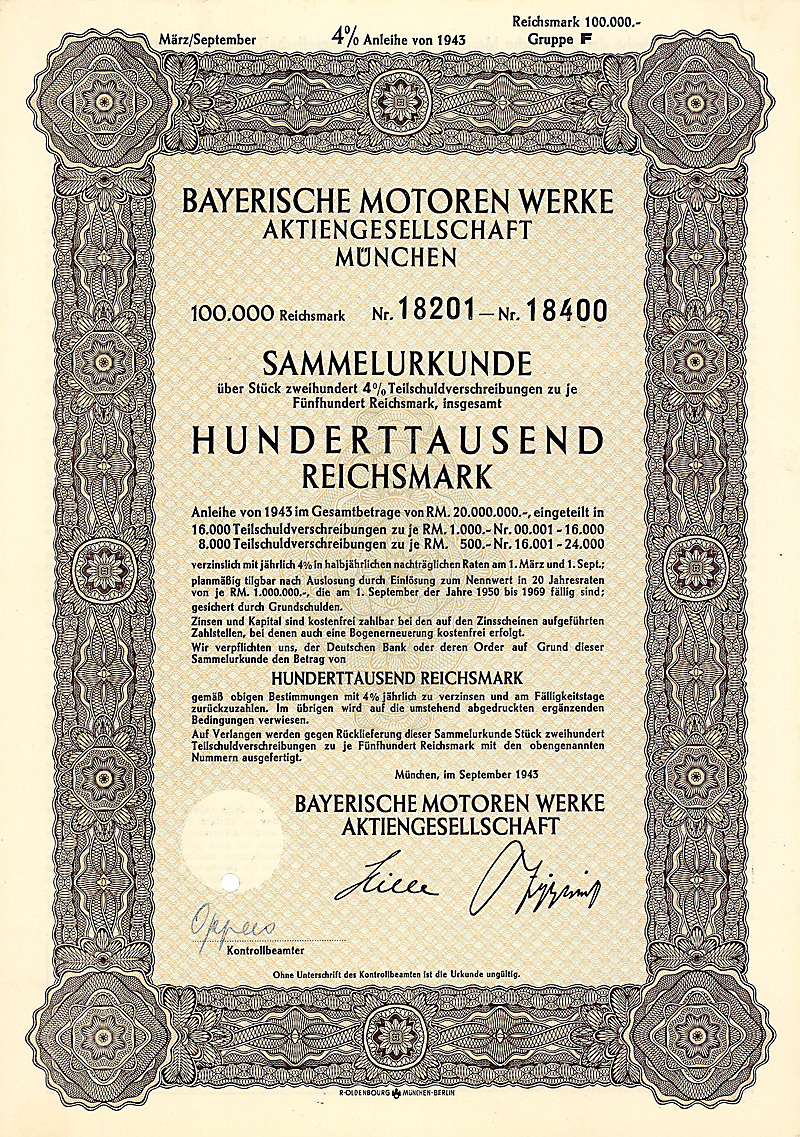 März/September
4% Anleihe von 1943
Reichsmark 100.000.-
Gruppe F
BAYERISCHE MOTOREN WERKE
AKTIENGESELLSCHAFT
MÜNCHEN
100.000 Reichsmark Nr. 18201 — Nr. 18400
SAMMELURKUNDE
über Stück zweihundert 4% Teilschuldverschreibungen zu je
Fünfhundert Reichsmark, insgesamt
HUNDERTTAUSEND
REICHSMARK
Anleihe von 1943 im Gesamtbetrage von RM. 20.000.000.-, eingeteilt in
16.000 Teilschuldverschreibungen zu je RM. 1.000.- Nr. 00.001 - 16.000
8.000 Teilschuldverschreibungen zu je RM. 500.- Nr. 16.001 - 24.000
verzinslich mit jährlich 4% in halbjährlichen nachträglichen Raten am 1. März und 1. Sept.;
planmäßig tilgbar nach Auslosung durch Einlösung zum Nennwert in 20 Jahresraten
von je RM. 1.000.000.-, die am 1. September der Jahre 1950 bis 1969 fällig sind;
gesichert durch Grundschulden.
Zinsen und Kapital sind kostenfrei zahlbar bei den auf den Zinsscheinen aufgeführten
Zahlstellen, bei denen auch eine Bogenerneuerung kostenfrei erfolgt.
Wir verpflichten uns, der Deutschen Bank oder deren Order auf Grund dieser
Sammelurkunde den Betrag von
HUNDERTTAUSEND REICHSMARK
gemäß obigen Bestimmungen mit 4% jährlich zu verzinsen und am Fälligkeitstage
zurückzuzahlen. Im übrigen wird auf die umstehend abgedruckten ergänzenden
Bedingungen verwiesen.
Auf Verlangen werden gegen Rücklieferung dieser Sammelurkunde Stück zweihundert
Teilschuldverschreibungen zu je Fünfhundert Reichsmark mit den obengenannten
Nummern ausgefertigt.
München, im September 1943
BAYERISCHE MOTOREN WERKE
AKTIENGESELLSCHAFT
Kontrollbeamter
Ohne Unterschrift des Kontrollbeamten ist die Urkunde ungültig.
R·OLDENBOURG MÜNCHEN-BERLIN